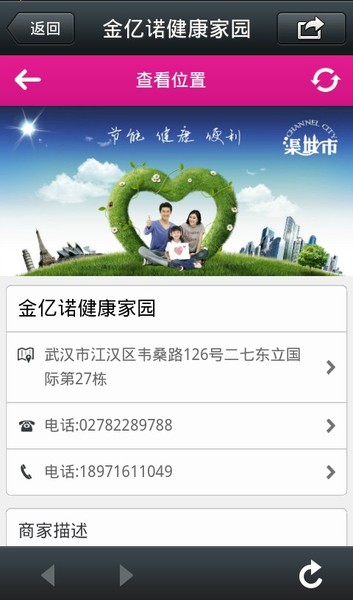 返回
金亿诺健康家园
查看位置
节能 健康 便利
CHANNEL CITY
渠城市
金亿诺健康家园
武汉市江汉区韦桑路126号二七东立国
际第27栋
电话:02782289788
电话:18971611049
商家描述